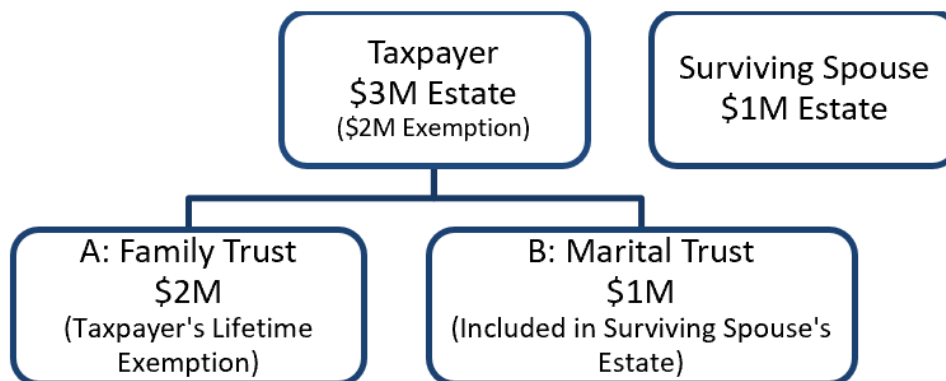 Taxpayer
$3M Estate
($2M Exemption)
Surviving Spouse
$1M Estate
A: Family Trust
$2M
(Taxpayer's Lifetime
Exemption)
B: Marital Trust
$1M
(Included in Surviving Spouse's
Estate)